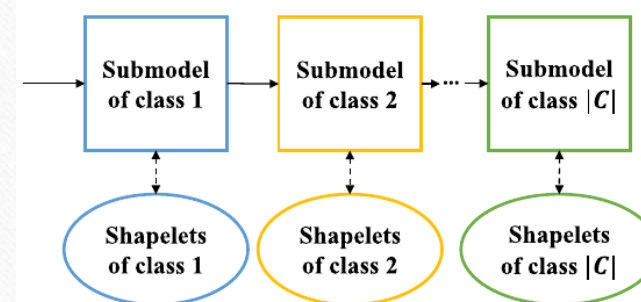 Submodel
of class 1
Submodel
of class 2
...
Submodel
of class |C|
Shapelets
of class 1
Shapelets
of class 2
Shapelets
of class |C|